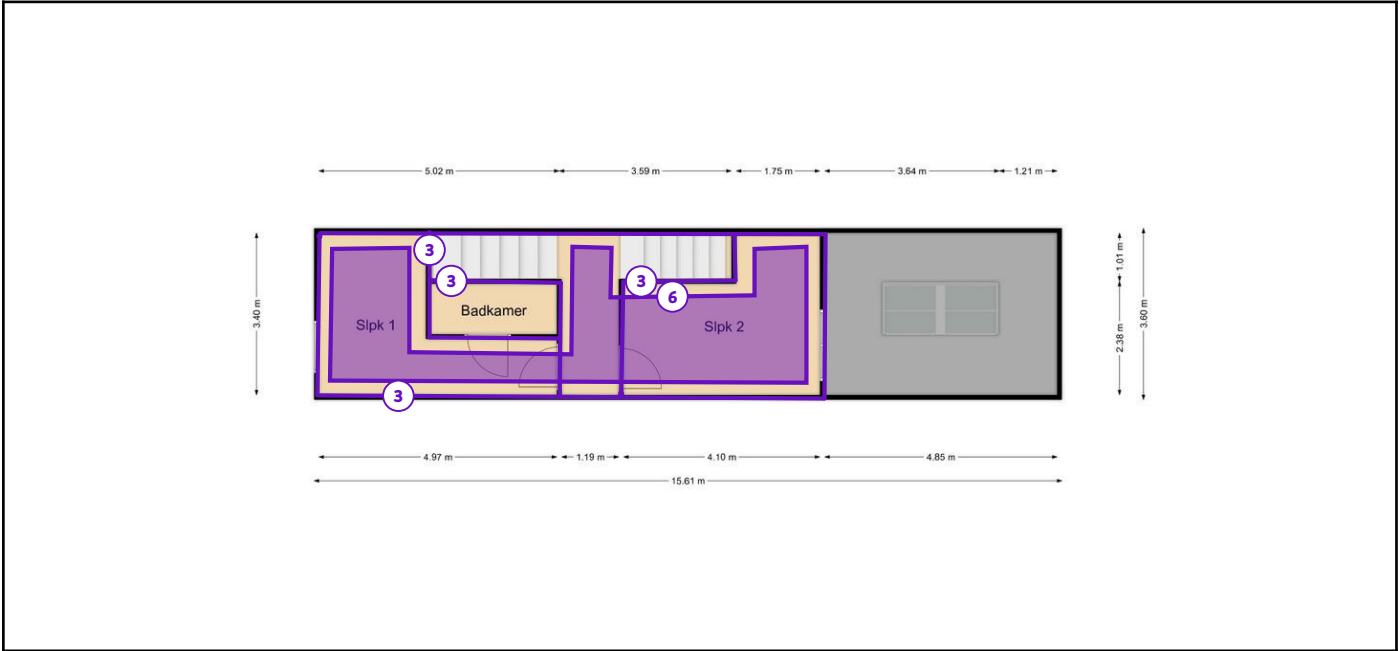 5.02 m 3.59 m 1.75 m 3.64 m 1.21 m
3.40 m
1.01 m
2.38 m
3.60 m
3
3
3
6
Badkamer
Slpk 1
Slpk 2
3
4.97 m 1.19 m 4.10 m 4.85 m
15.61 m